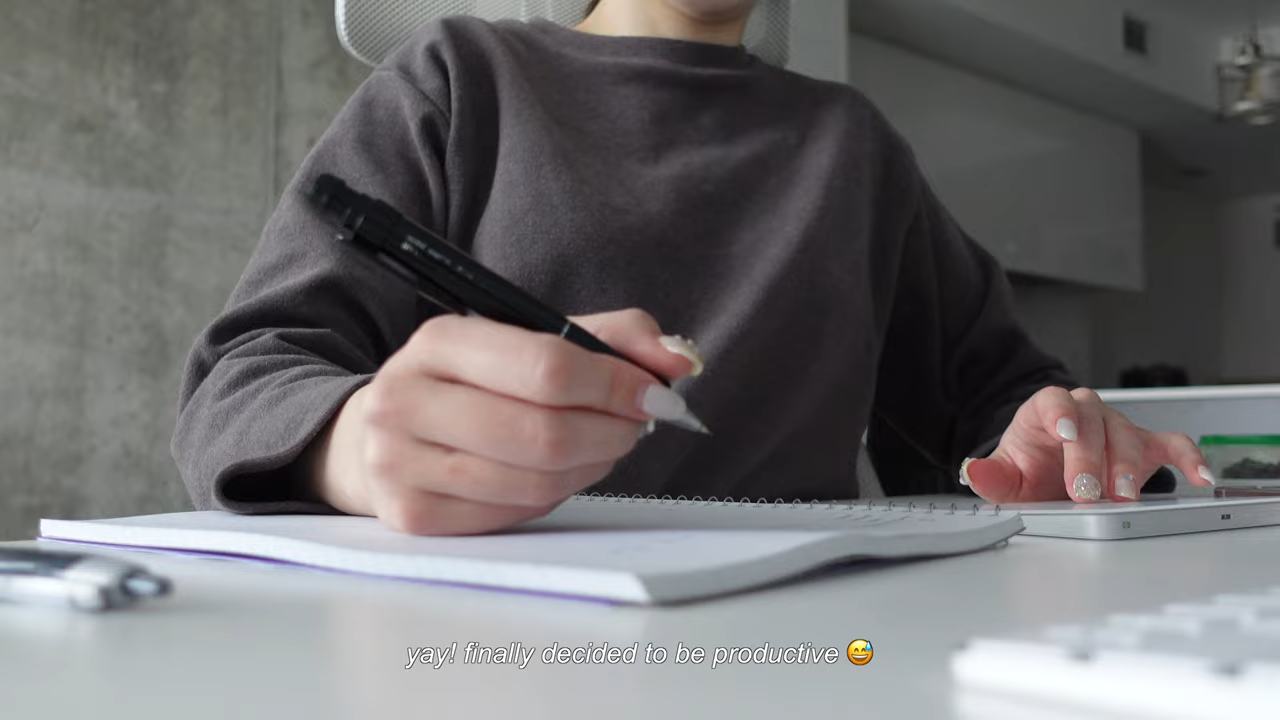 yay! finally decided to be productive 😅